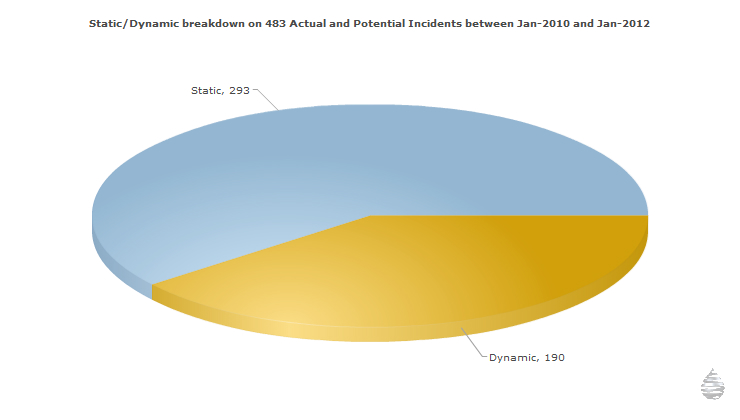 Static/Dynamic breakdown on 483 Actual and Potential Incidents between Jan-2010 and Jan-2012
Static, 293
Dynamic, 190